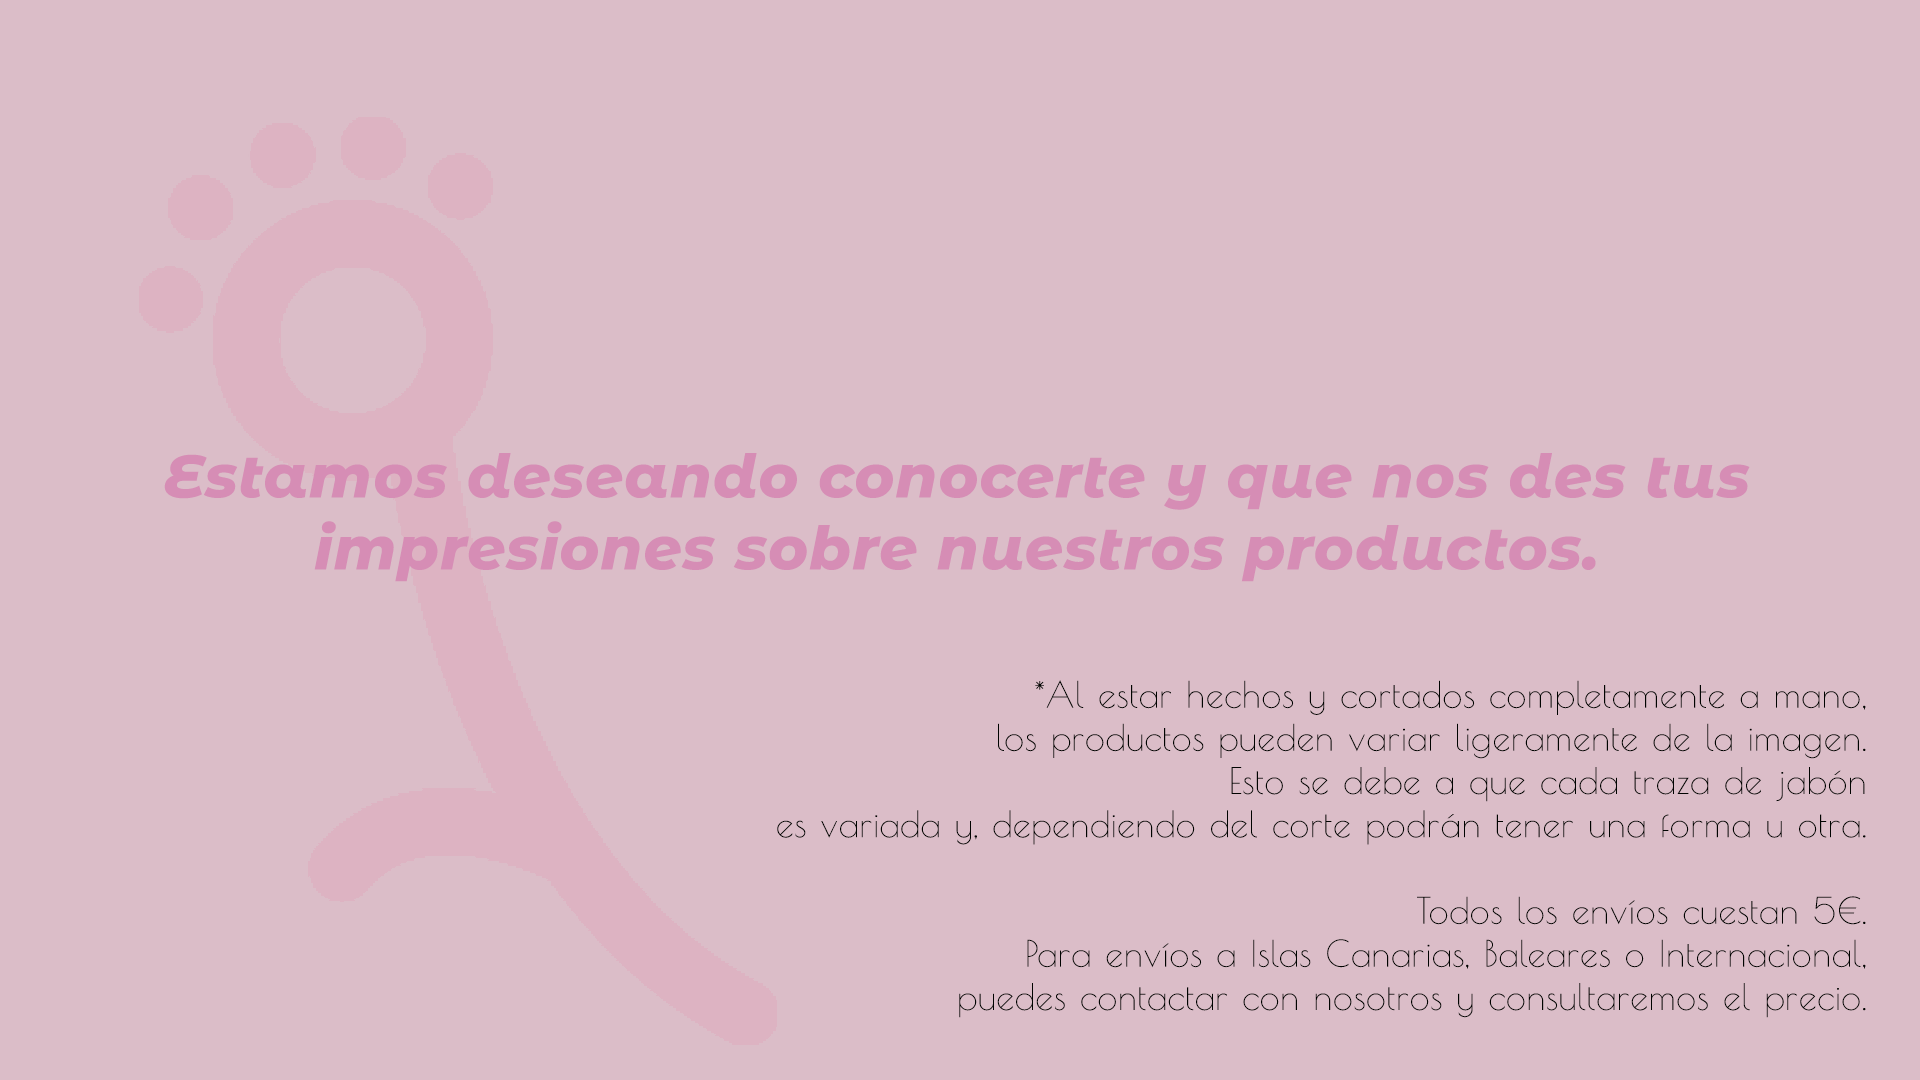 Estamos deseando conocerte y que nos des tus
impresiones sobre nuestros productos.
*Al estar hechos y cortados completamente a mano,
los productos pueden variar ligeramente de la imagen.
Esto se debe a que cada traza de jabón
es variada y, dependiendo del corte podrán tener una forma u otra.
Todos los envíos cuestan 5€.
Para envíos a Islas Canarias, Baleares o Internacional,
puedes contactar con nosotros y consultaremos el precio.